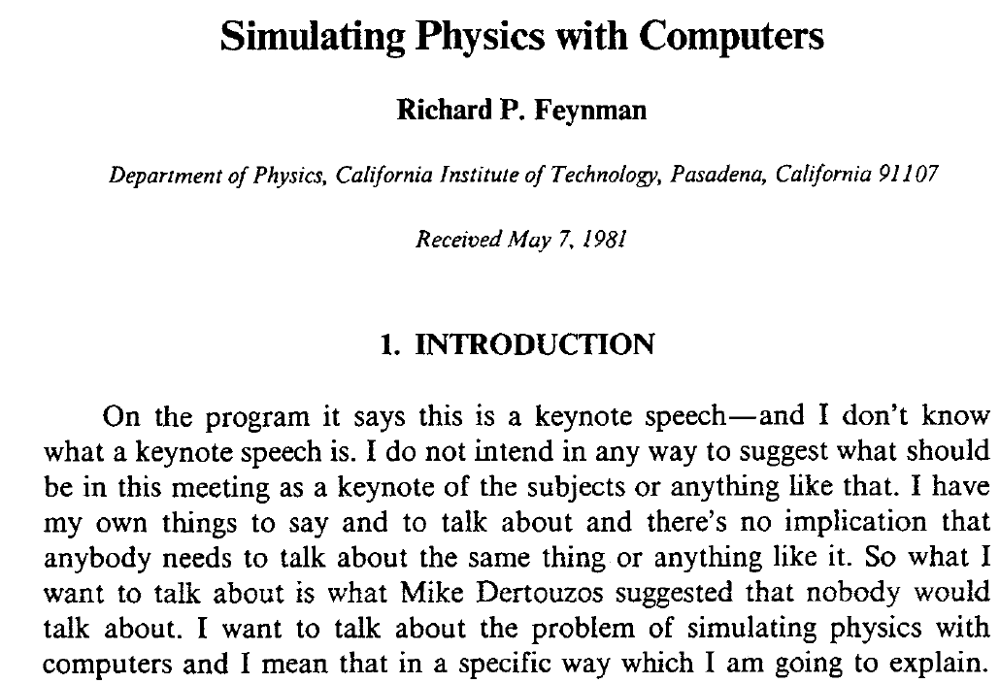 Simulating Physics with Computers
Richard P. Feynman
Department of Physics, California Institute of Technology, Pasadena, California 91107
Received May 7, 1981
1. INTRODUCTION
On the program it says this is a keynote speech—and I don't know
what a keynote speech is. I do not intend in any way to suggest what should
be in this meeting as a keynote of the subjects or anything like that. I have
my own things to say and to talk about and there's no implication that
anybody needs to talk about the same thing or anything like it. So what I
want to talk about is what Mike Dertouzos suggested that nobody would
talk about. I want to talk about the problem of simulating physics with
computers and I mean that in a specific way which I am going to explain.